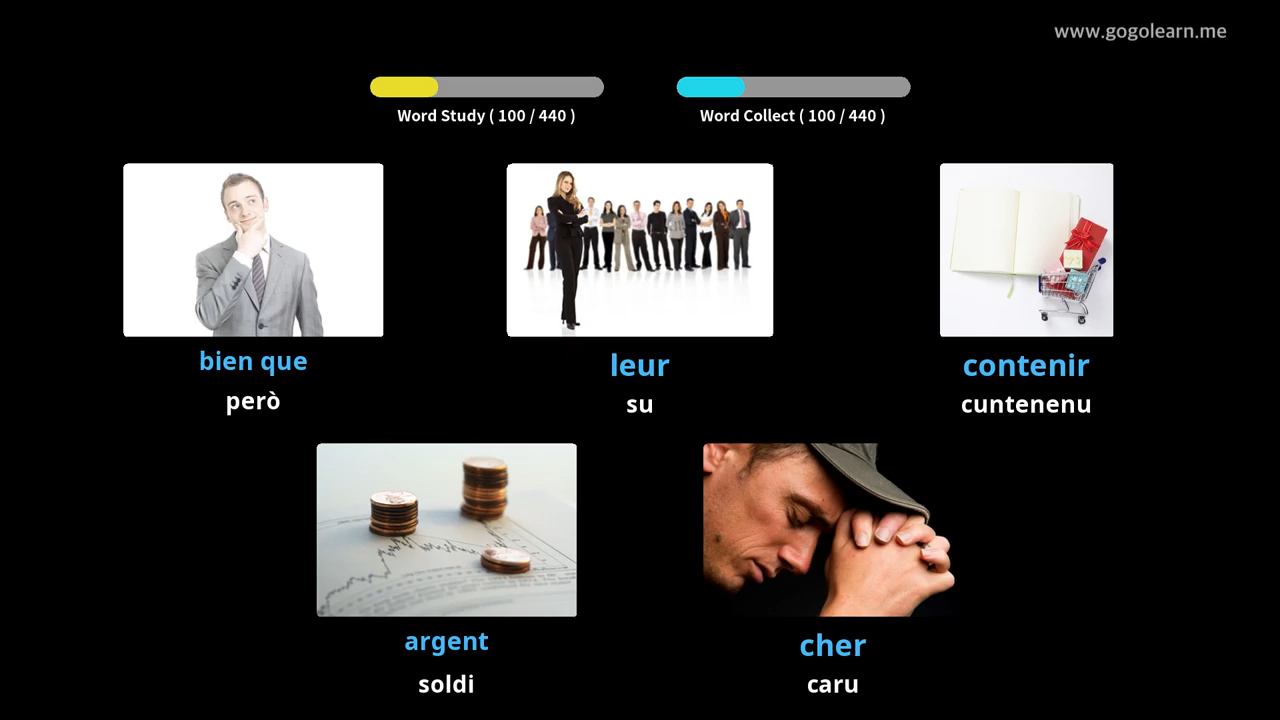 www.gogolearn.me
Word Study ( 100 / 440 )
Word Collect ( 100 / 440 )
bien que
però
leur
su
contenir
cuntenenu
argent
soldi
cher
caru